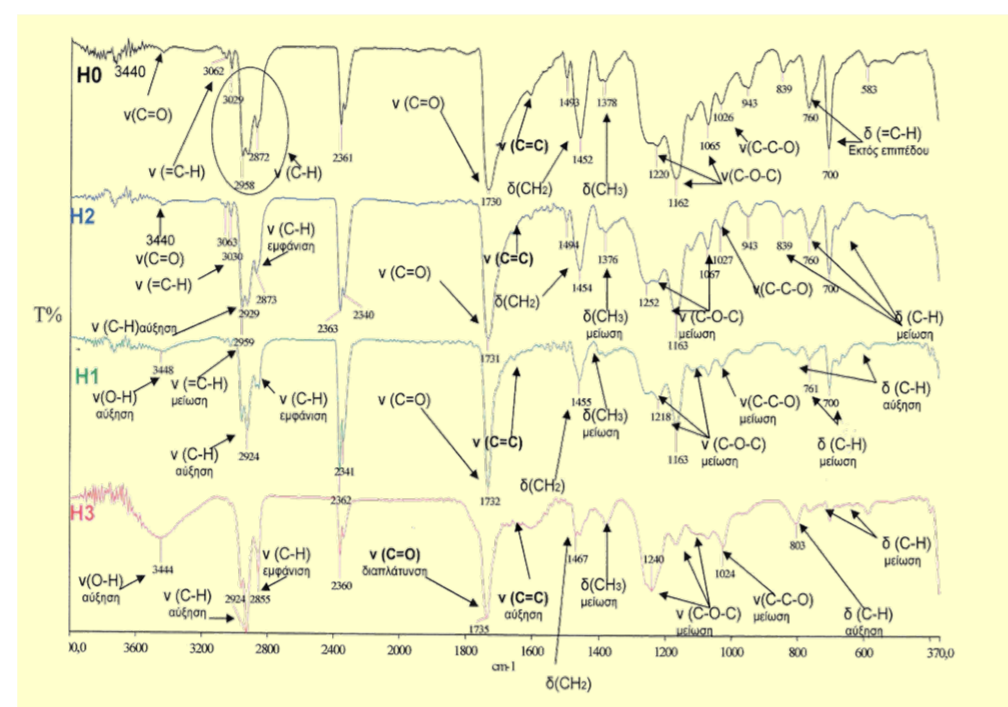 H0
3440
ν(C=O)
3062
3029
ν (=C-H)
2958
2872
ν (C-H)
2361
ν (C=O)
1730
ν (C=C)
1493
δ(CH2)
1452
1378
δ(CH3)
1220
1162
1065
1026
ν(C-C-O)
ν(C-O-C)
943
839
760
700
583
δ (=C-H)
Εκτός επιπέδου
H2
3440
ν(C=O)
3063
3030
ν (=C-H)
ν (C-H)
εμφάνιση
2873
2929
ν (C-H)αύξηση
2959
2363
2340
ν (C=O)
1731
ν (C=C)
1494
δ(CH2)
1454
1376
δ(CH3)
μείωση
1252
1163
ν (C-O-C)
μείωση
1067
1027
ν(C-C-O)
943
839
760
700
δ (C-H)
μείωση
T%
H1
3448
ν(O-H)
αύξηση
ν (=C-H)
μείωση
ν (C-H)
εμφάνιση
ν (C-H)
αύξηση
2924
2341
2362
ν (C=O)
1732
ν (C=C)
δ(CH2)
1455
δ(CH3)
μείωση
1218
1163
ν (C-O-C)
μείωση
ν(C-C-O)
μείωση
761
700
δ (C-H)
μείωση
δ (C-H)
αύξηση
H3
3444
ν(O-H)
αύξηση
ν (C-H)
αύξηση
2924
2855
ν (C-H)
εμφάνιση
2360
ν (C=O)
διαπλάτυνση
1735
ν (C=C)
αύξηση
1467
δ(CH2)
δ(CH3)
μείωση
1240
ν (C-O-C)
μείωση
1024
ν(C-C-O)
μείωση
803
δ (C-H)
αύξηση
δ (C-H)
μείωση
00,0 3600 3200 2800 2400 2000 1800 1600 1400 1200 1000 800 600 370,0
cm-1